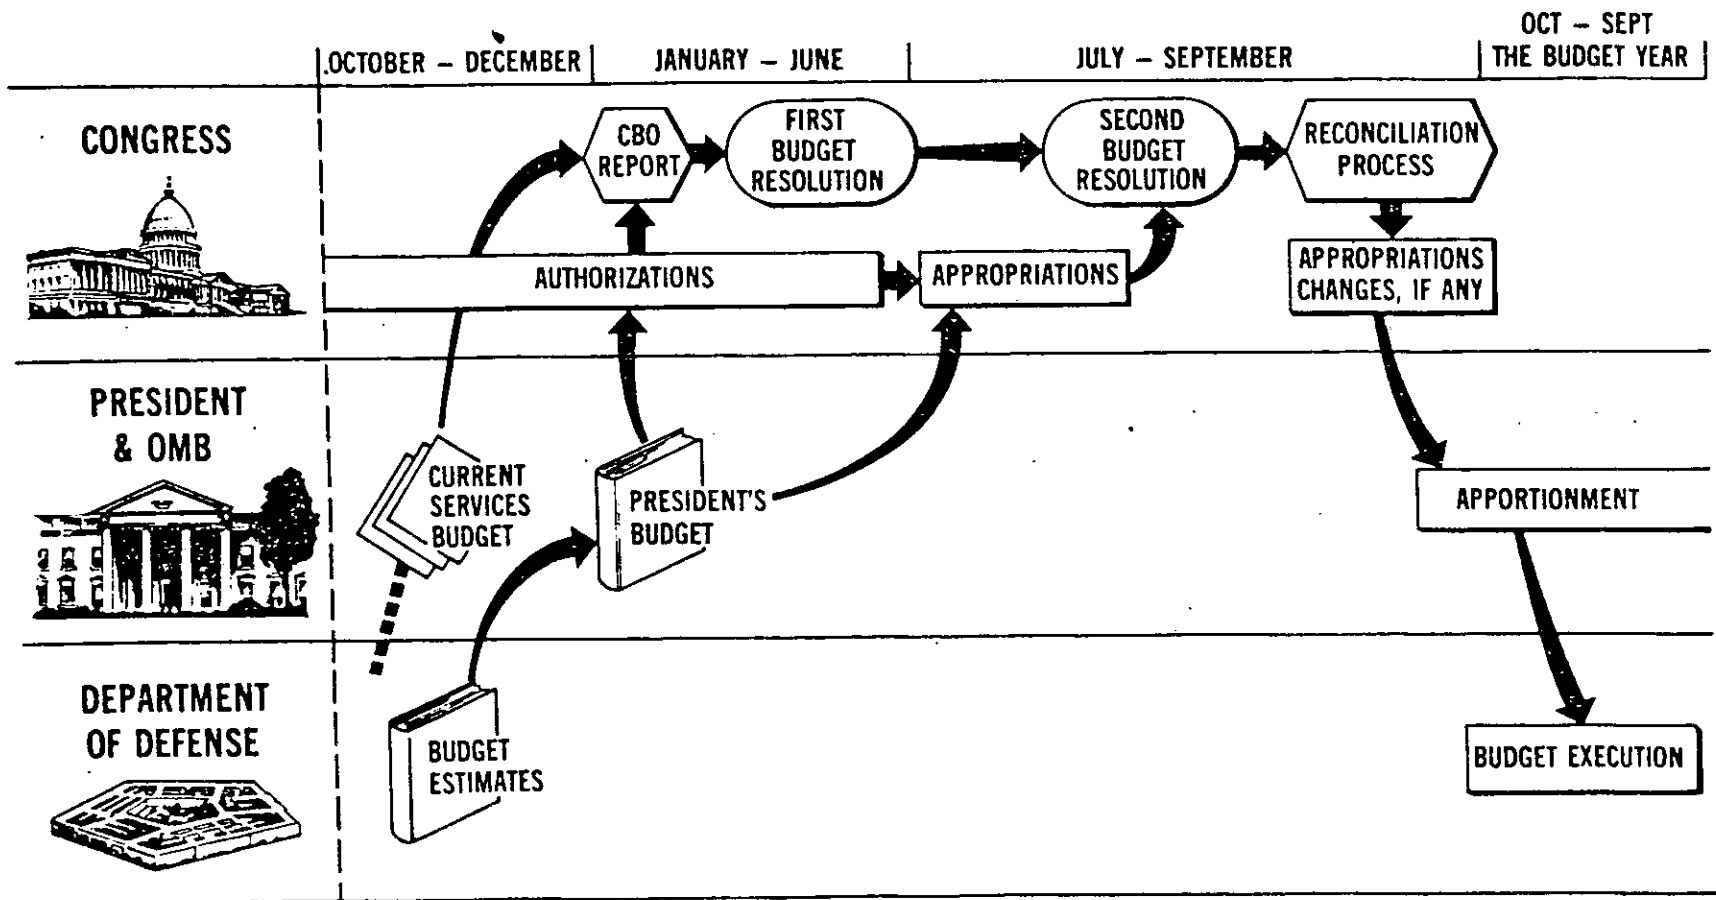 OCT – SEPT
OCTOBER – DECEMBER
JANUARY – JUNE
JULY – SEPTEMBER
THE BUDGET YEAR
CONGRESS
CBO
REPORT
FIRST
BUDGET
RESOLUTION
SECOND
BUDGET
RESOLUTION
RECONCILIATION
PROCESS
AUTHORIZATIONS
APPROPRIATIONS
APPROPRIATIONS
CHANGES, IF ANY
PRESIDENT
& OMB
CURRENT
SERVICES
BUDGET
PRESIDENT'S
BUDGET
APPORTIONMENT
DEPARTMENT
OF DEFENSE
BUDGET
ESTIMATES
BUDGET EXECUTION